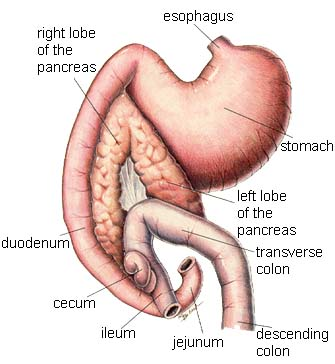 esophagus
right lobe
of the
pancreas
stomach
left lobe
of the
pancreas
duodenum
transverse
colon
cecum
ileum
jejunum
descending
colon